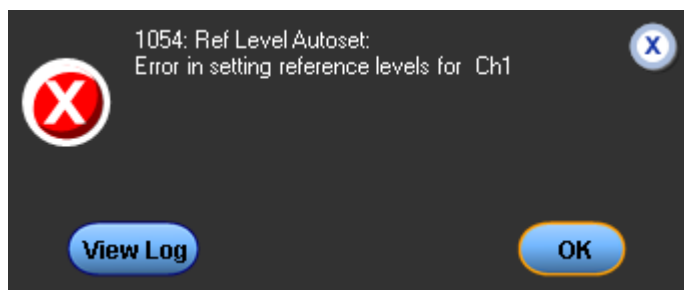 1054: Ref Level Autoset:
Error in setting reference levels for Ch1
X
X
View Log
OK